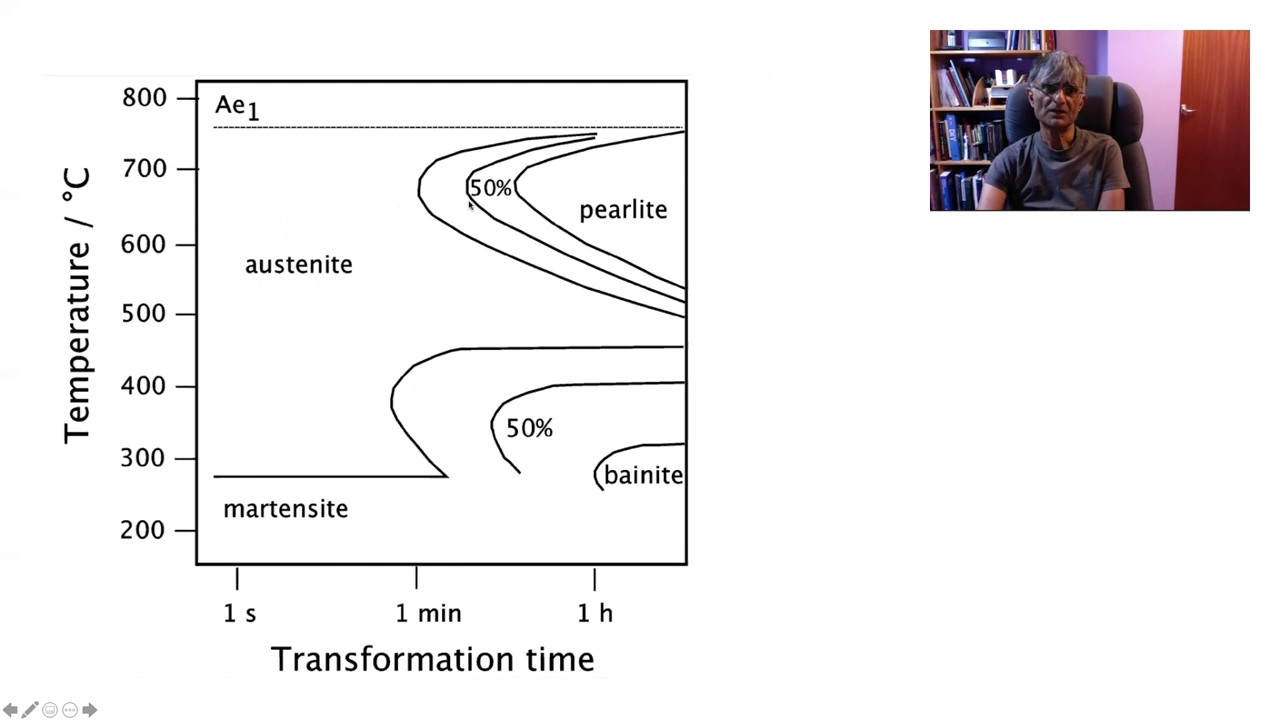 800
700
600
500
400
300
200
Temperature / °C
Ae1
50%
pearlite
austenite
50%
bainite
martensite
1 s
1 min
1 h
Transformation time